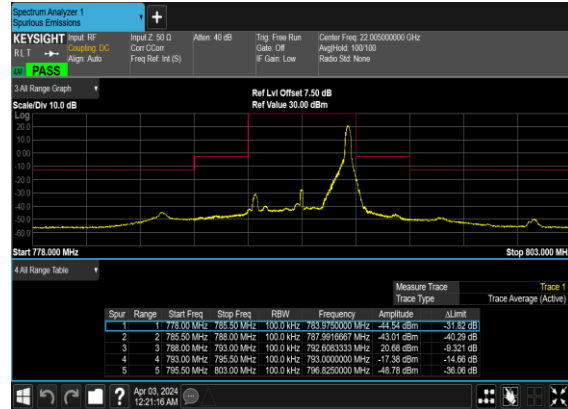 Spectrum Analyzer 1
Spurious Emissions
+
KEYSIGHT Input: RF Input Z: 50 Ω Atten: 40 dB Trig: Free Run Center Freq: 22.005000000 GHz
RLT Coupling: DC Corr CCorr Gate: Off Avg|Hold: 100/100
Align: Auto Freq Ref: Int (S) IF Gain: Low Radio Std: None
LM PASS
3 All Range Graph
Ref Lvl Offset 7.50 dB
Scale/Div 10.0 dB Ref Value 30.00 dBm
Log
20.0
10.0
0.00
-10.0
-20.0
-30.0
-40.0
-50.0
-60.0
Start 778.000 MHz Stop 803.000 MH
4 All Range Table
Measure Trace Trace 1
Trace Type Trace Average (Active)
Spur Range Start Freq Stop Freq RBW Frequency Amplitude ΔLimit
1 1 778.00 MHz 785.50 MHz 100.0 kHz 783.9750000 MHz -44.54 dBm -31.82 dB
2 2 785.50 MHz 788.00 MHz 100.0 kHz 787.9916667 MHz -43.01 dBm -40.29 dB
3 3 788.00 MHz 793.00 MHz 100.0 kHz 792.6083333 MHz 20.68 dBm -9.321 dB
4 4 793.00 MHz 795.50 MHz 100.0 kHz 793.0000000 MHz -17.38 dBm -14.66 dB
5 5 795.50 MHz 803.00 MHz 100.0 kHz 796.8250000 MHz -48.78 dBm -36.06 dB
? Apr 03, 2024
12:21:16 AM